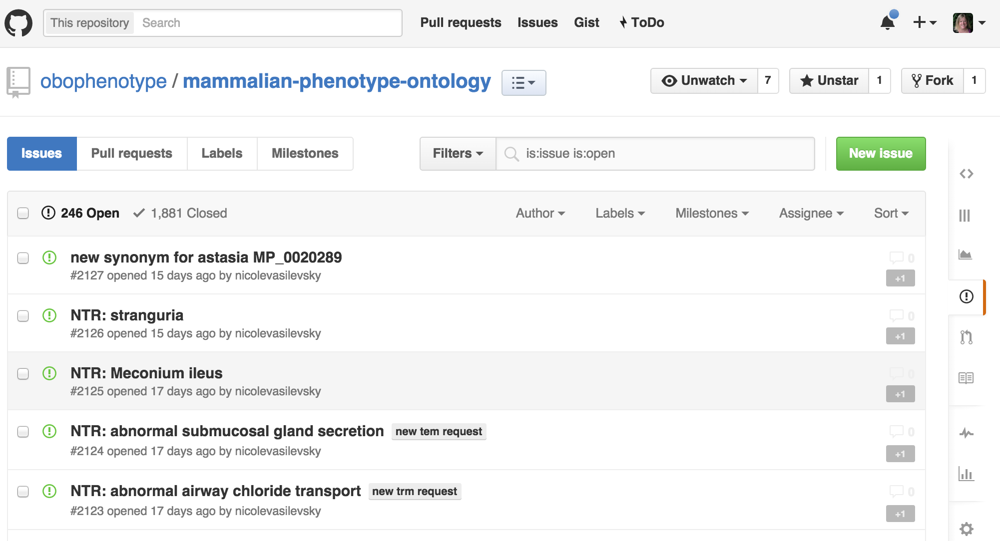 This repository Search Pull requests Issues Gist ToDo
obophenotype / mammalian-phenotype-ontology Unwatch 7 Unstar 1 Fork 1
Issues Pull requests Labels Milestones Filters is:issue is:open New issue
246 Open 1,881 Closed Author Labels Milestones Assignee Sort
new synonym for astasia MP_0020289 0
#2127 opened 15 days ago by nicolevasilevsky +1
NTR: stranguria 0
#2126 opened 15 days ago by nicolevasilevsky +1
NTR: Meconium ileus 0
#2125 opened 17 days ago by nicolevasilevsky +1
NTR: abnormal submucosal gland secretion new tem request 0
#2124 opened 17 days ago by nicolevasilevsky +1
NTR: abnormal airway chloride transport new trm request 0
#2123 opened 17 days ago by nicolevasilevsky +1